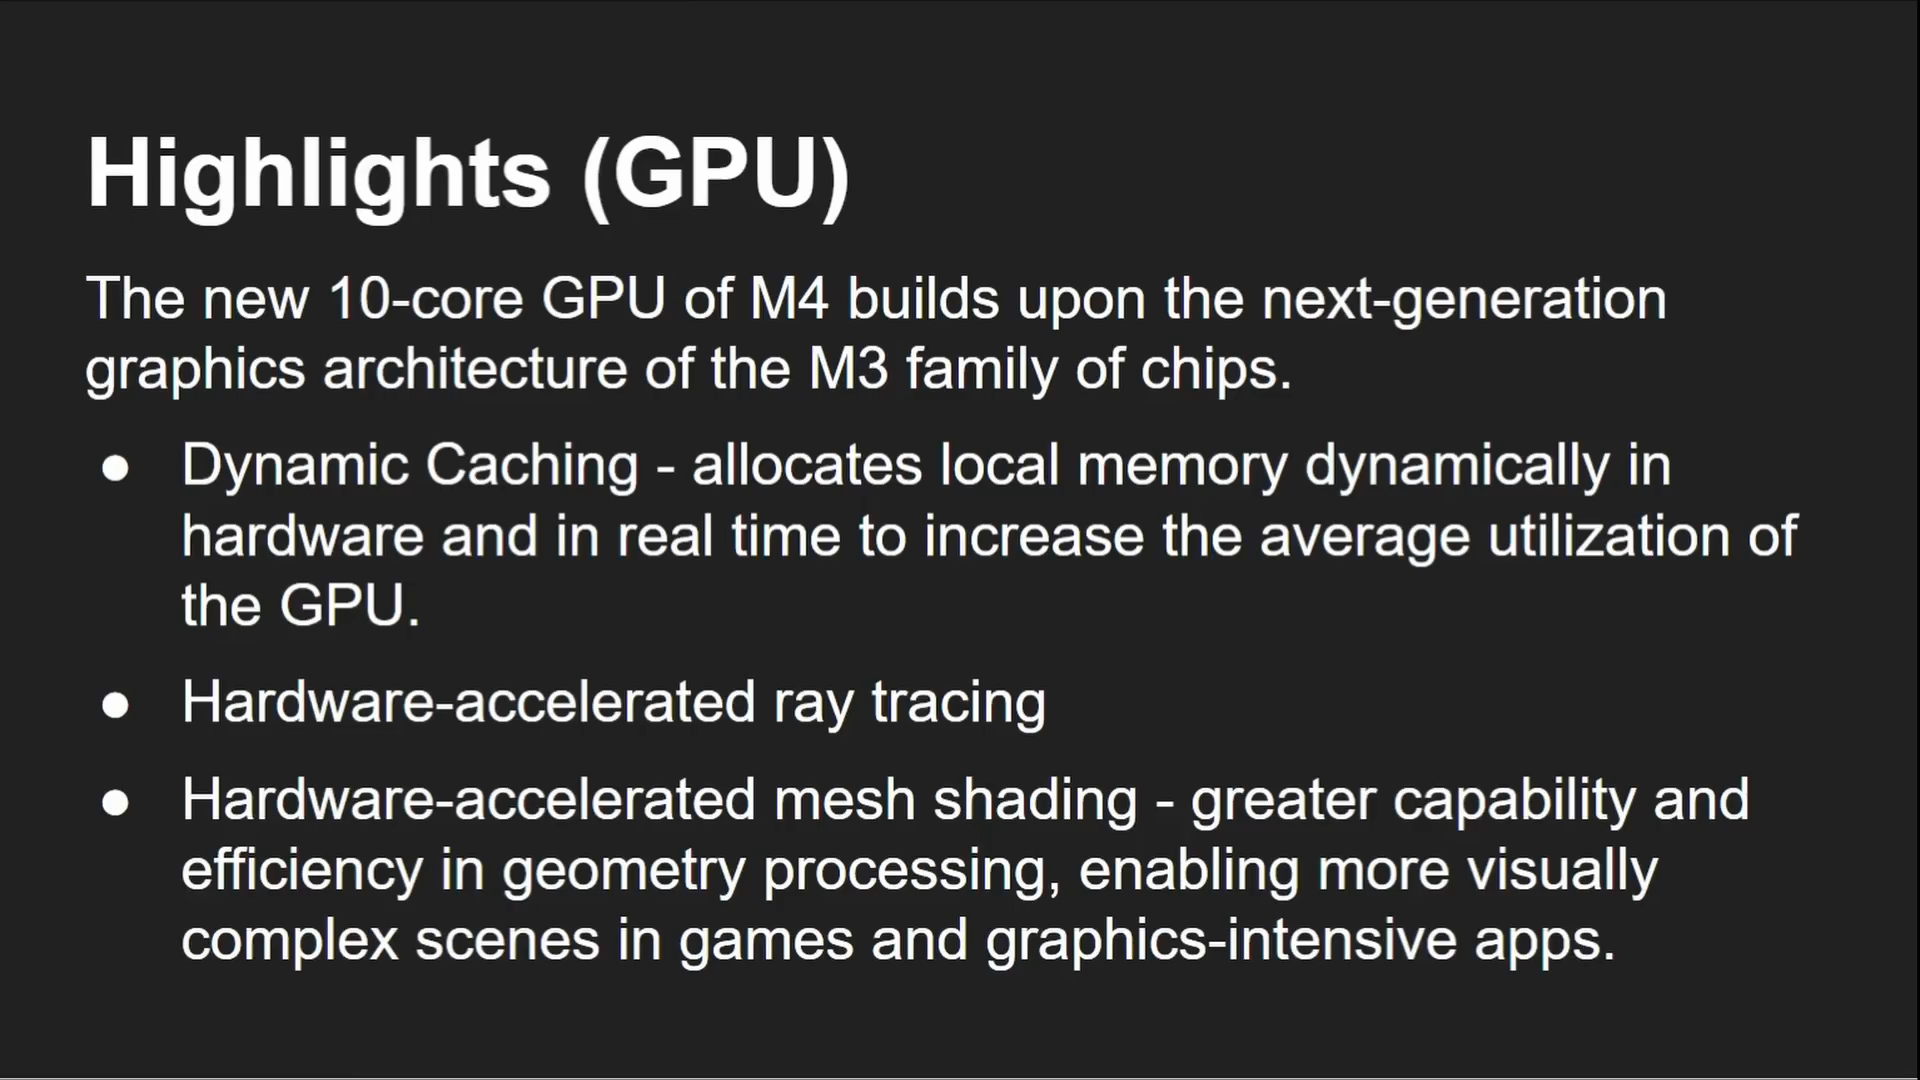 Highlights (GPU)
The new 10-core GPU of M4 builds upon the next-generation
graphics architecture of the M3 family of chips.
● Dynamic Caching - allocates local memory dynamically in
hardware and in real time to increase the average utilization of
the GPU.
● Hardware-accelerated ray tracing
● Hardware-accelerated mesh shading - greater capability and
efficiency in geometry processing, enabling more visually
complex scenes in games and graphics-intensive apps.